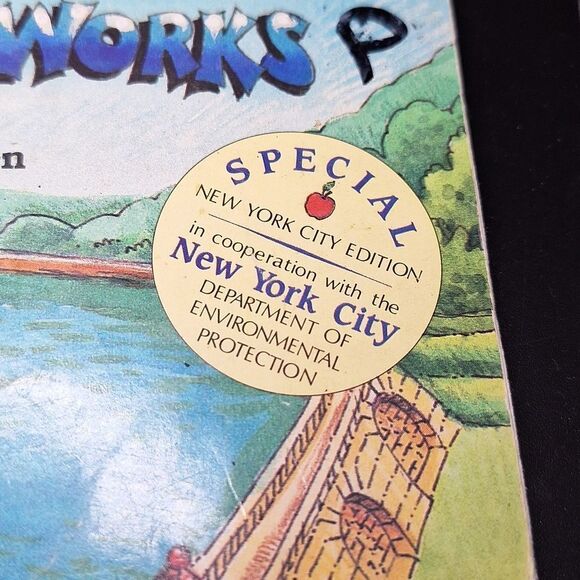 WORKS P
n
SPECIAL
NEW YORK CITY EDITION
in cooperation with the
New York City
DEPARTMENT OF
ENVIRONMENTAL
PROTECTION